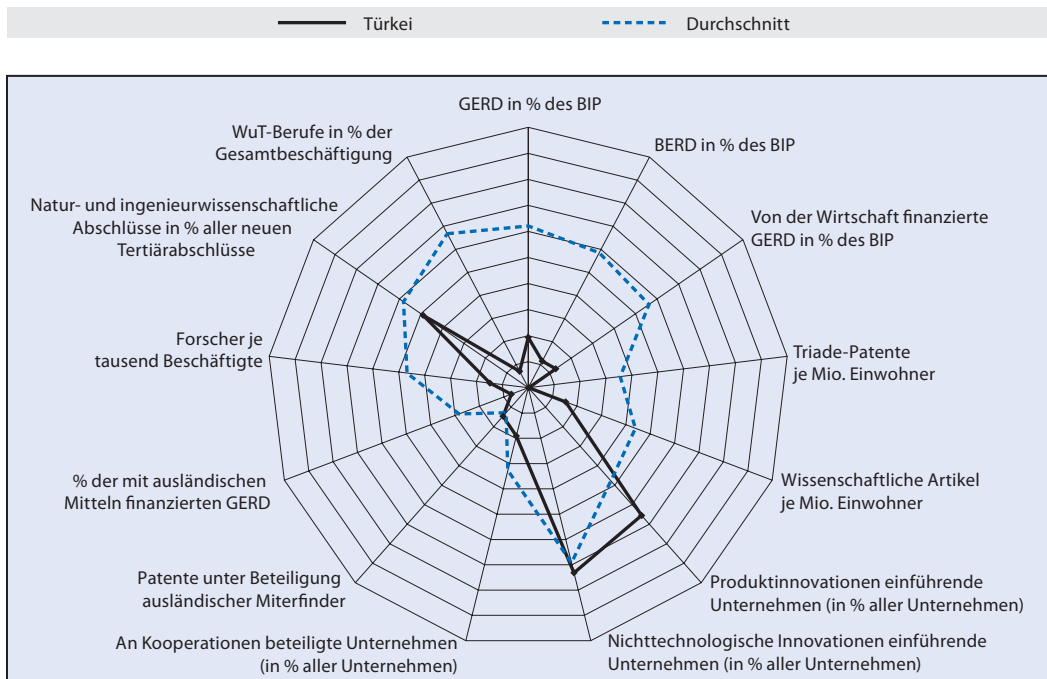 Türkei
Durchschnitt
GERD in % des BIP
BERD in % des BIP
Von der Wirtschaft finanzierte
GERD in % des BIP
Triade-Patente
je Mio. Einwohner
Wissenschaftliche Artikel
je Mio. Einwohner
Produktinnovationen einführende
Unternehmen (in % aller Unternehmen)
Nichttechnologische Innovationen einführende
Unternehmen (in % aller Unternehmen)
An Kooperationen beteiligte Unternehmen
(in % aller Unternehmen)
Patente unter Beteiligung
ausländischer Miterfinder
% der mit ausländischen
Mitteln finanzierten GERD
Forscher je
tausend Beschäftigte
Natur- und ingenieurwissenschaftliche
Abschlüsse in % aller neuen
Tertiärabschlüsse
WuT-Berufe in % der
Gesamtbeschäftigung